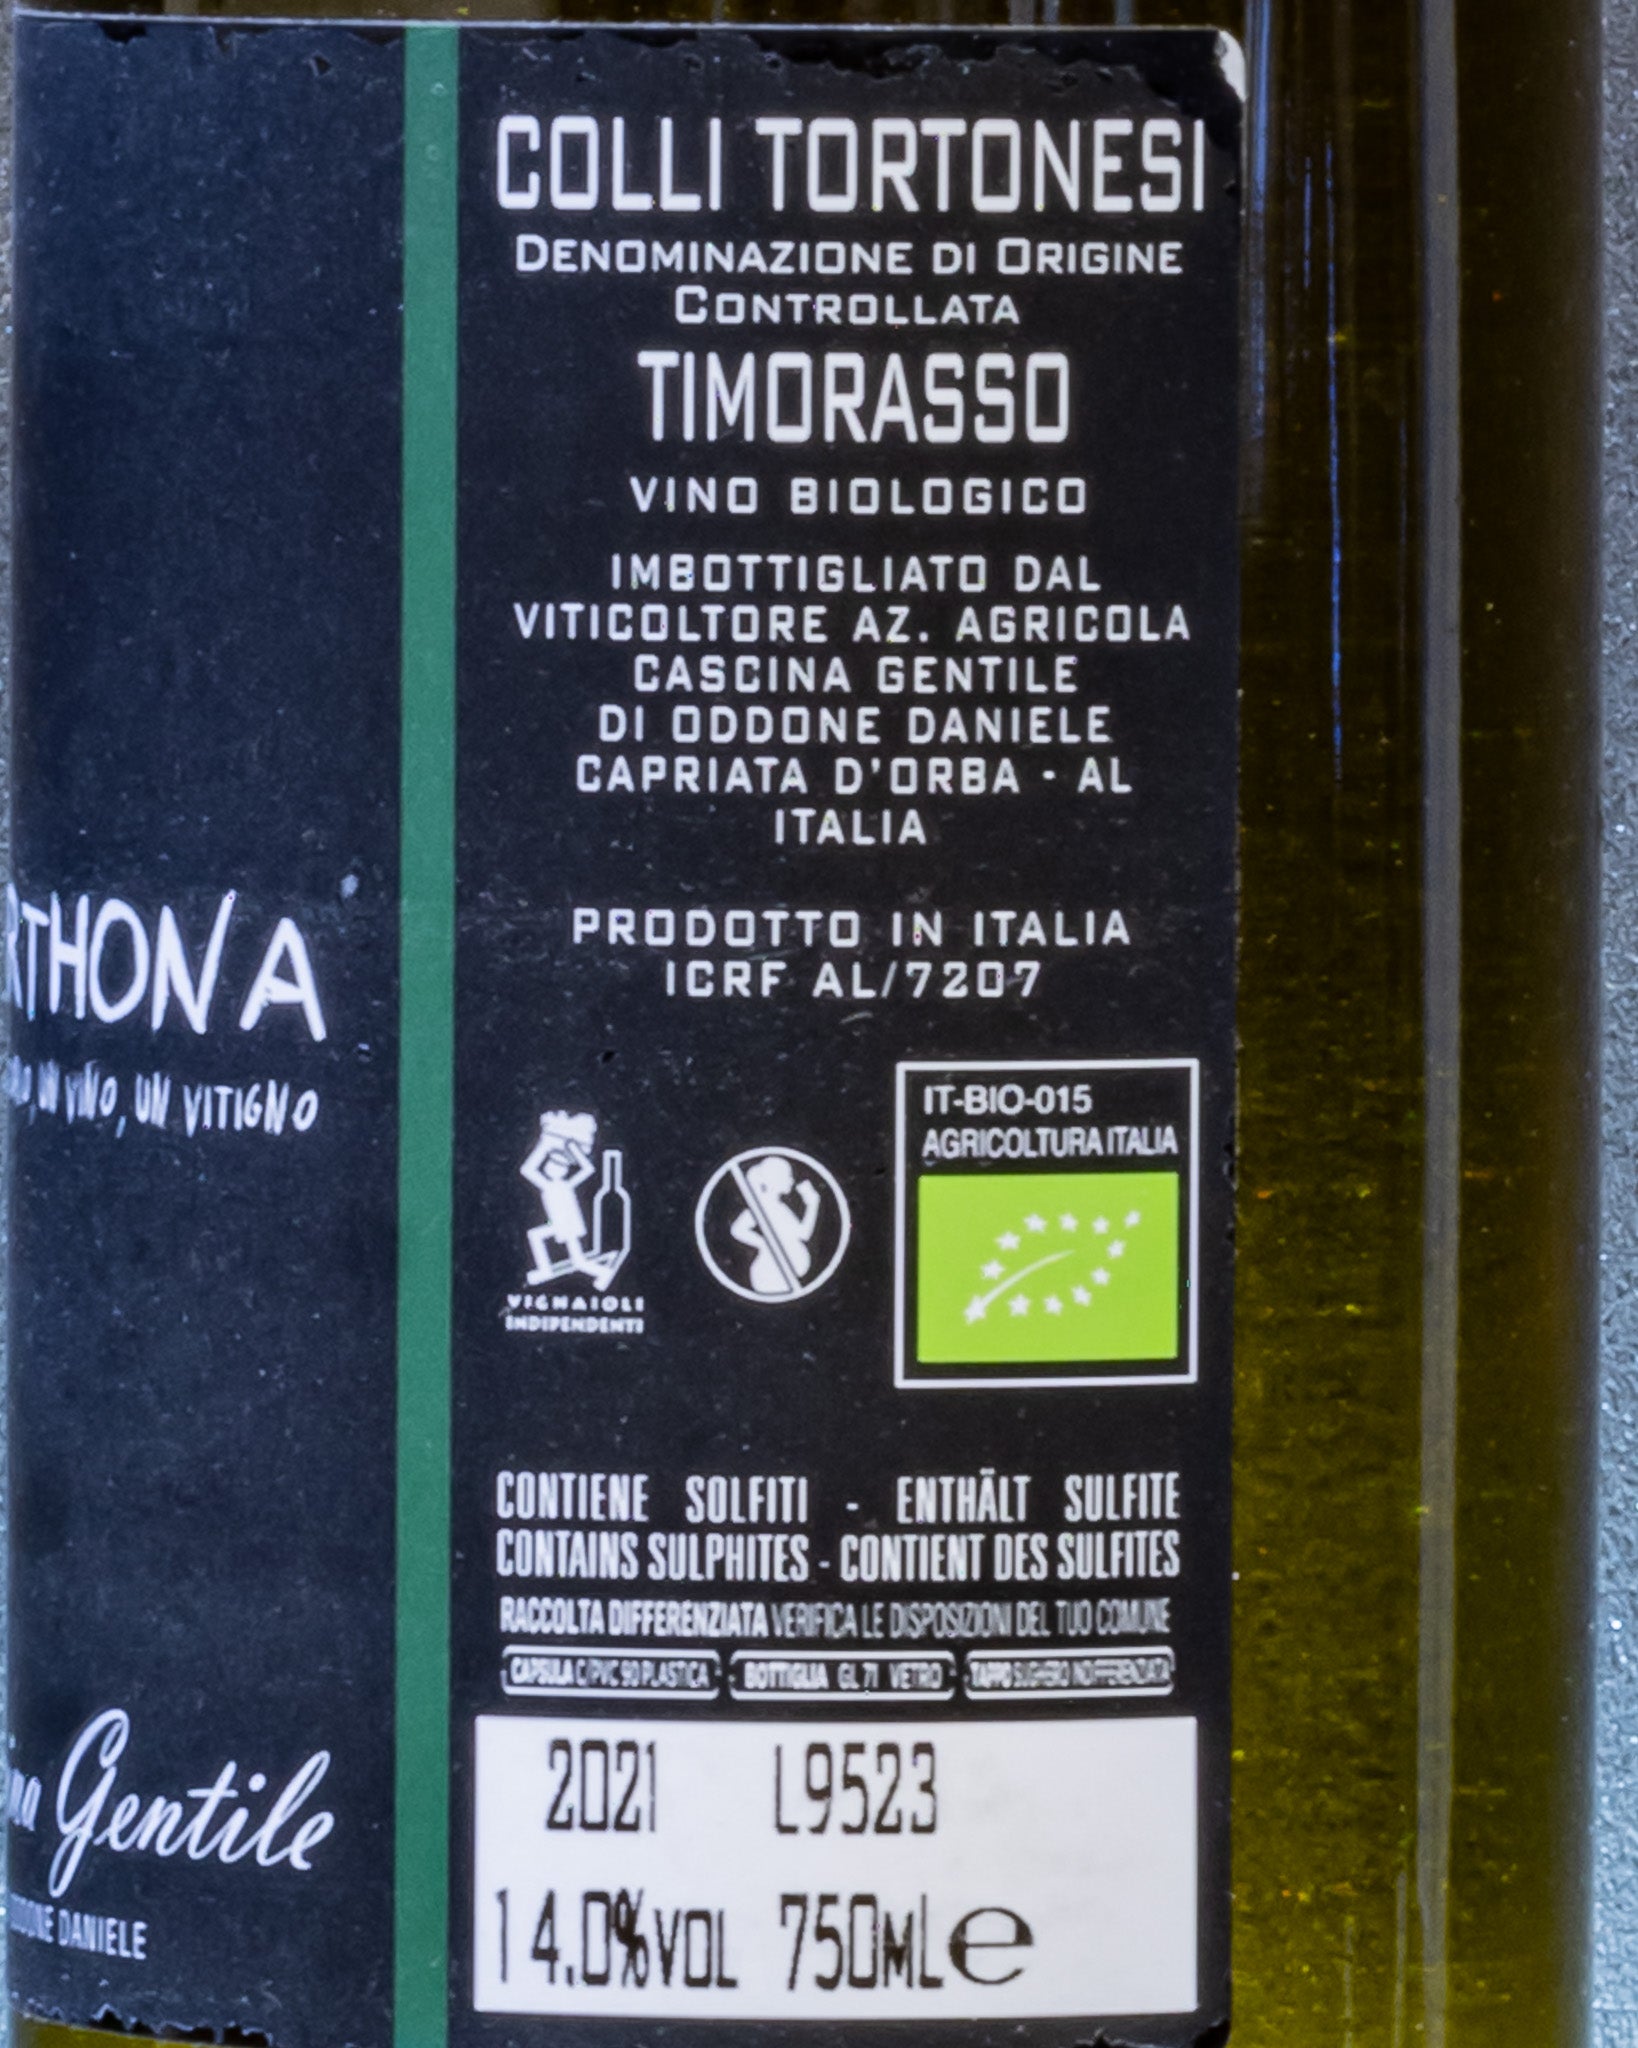 COLLI TORTONESI
DENOMINAZIONE DI ORIGINE
CONTROLLATA
TIMORASSO
VINO BIOLOGICO
IMBOTTIGLIATO DAL
VITICOLTORE AZ. AGRICOLA
CASCINA GENTILE
DI ODDONE DANIELE
CAPRIATA D'ORBA - AL
ITALIA
PRODOTTO IN ITALIA
ICRF AL/7207
RTHONA
UN VINO, UN VITIGNO
IT-BIO-015
AGRICOLTURA ITALIA
VIGNAIOLI
INDIPENDENTI
CONTIENE SOLFITI - ENTHÄLT SULFITE
CONTAINS SULPHITES - CONTIENT DES SULFITES
RACCOLTA DIFFERENZIATA VERIFICA LE DISPOSIZIONI DEL TUO COMUNE
CAPSULA C/PVC 90 PLASTICA BOTTIGLIA GL 71 VETRO TAPPO SUGHERO INDIFFERENZIATA
Gentile
DANIELE
2021 L9523
14.0%VOL 750ML e